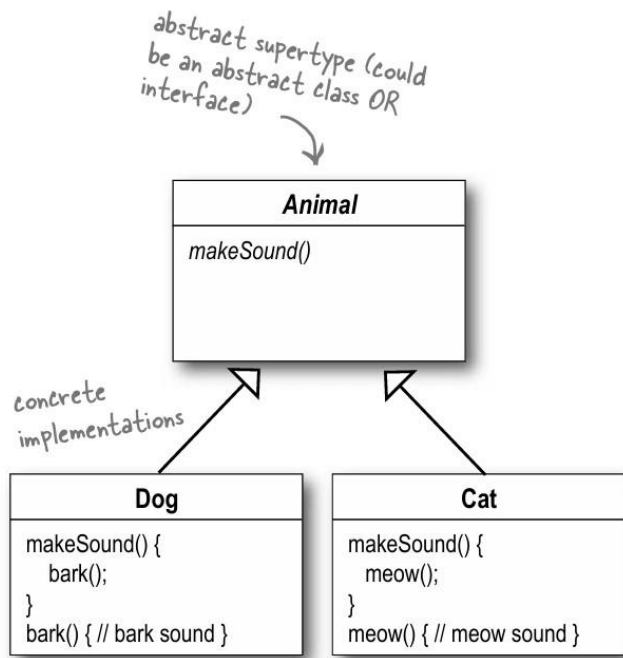 abstract supertype (could
be an abstract class OR
interface)
Animal
makeSound()
concrete
implementations
Dog
makeSound() {
bark();
}
bark() { // bark sound }
Cat
makeSound() {
meow();
}
meow() { // meow sound }